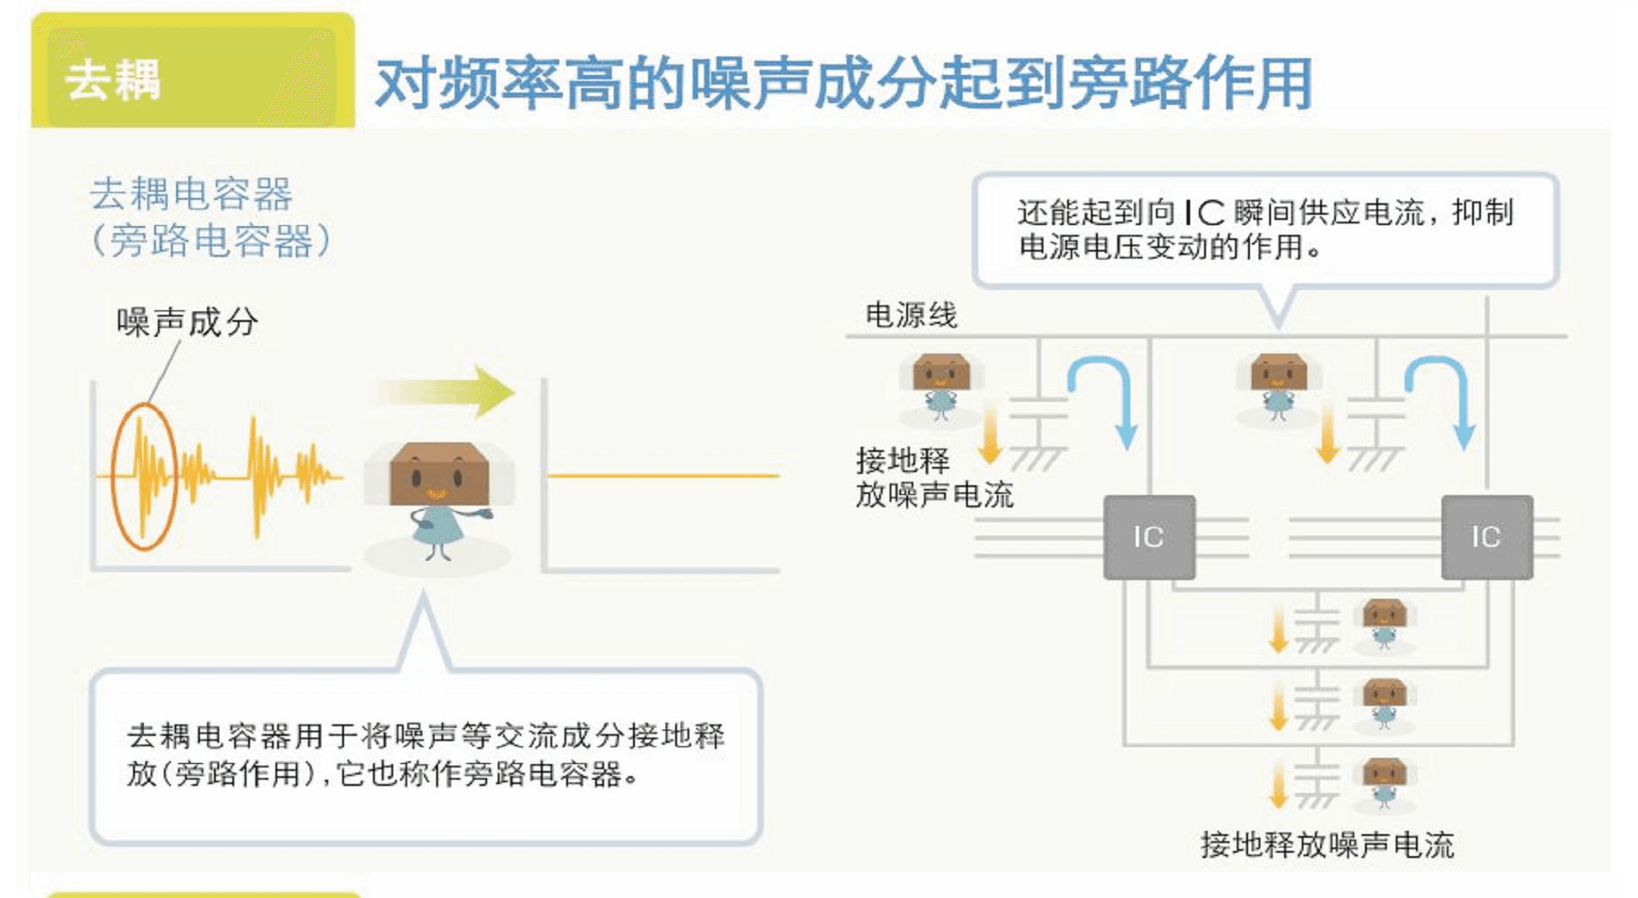 去耦
对频率高的噪声成分起到旁路作用
去耦电容器
（旁路电容器）
噪声成分
去耦电容器用于将噪声等交流成分接地释
放（旁路作用），它也称作旁路电容器。
还能起到向IC瞬间供应电流，抑制
电源电压变动的作用。
电源线
接地释
放噪声电流
IC
IC
接地释放噪声电流